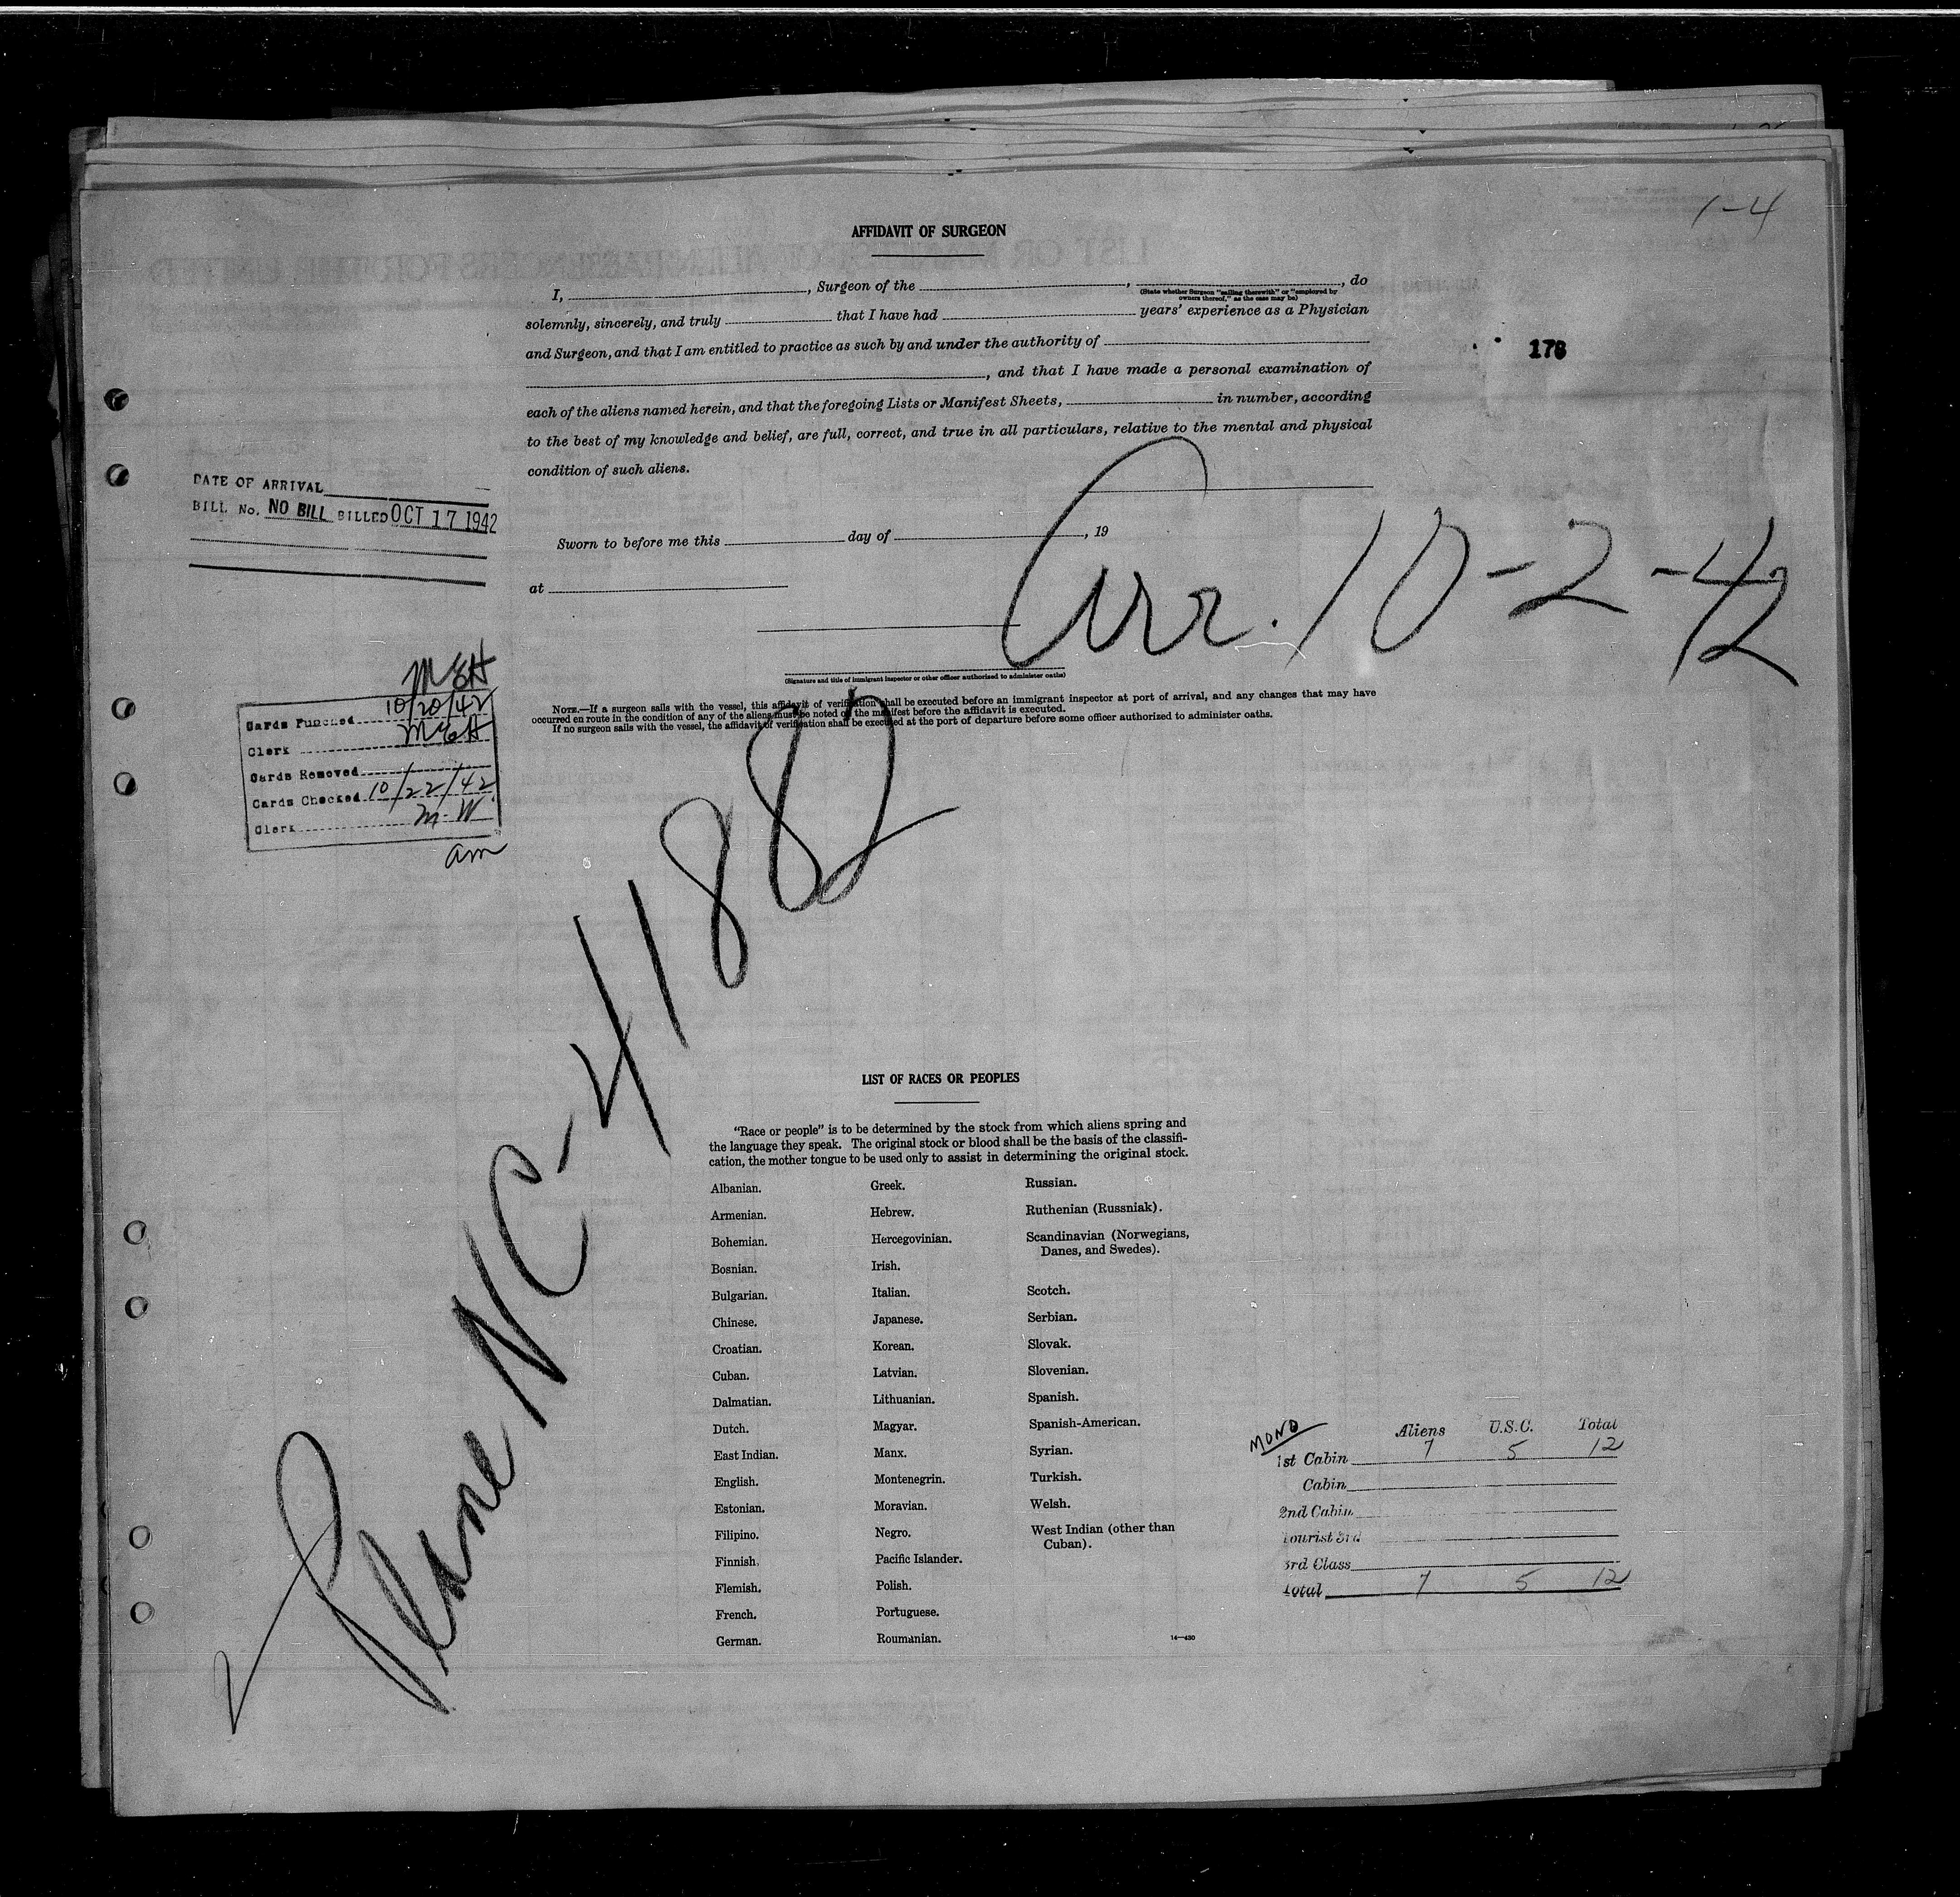 1-4
AFFIDAVIT OF SURGEON
I, , Surgeon of the , , do
(State whether Surgeon "sailing therewith" or "employed by
owners thereof," as the case may be)
solemnly, sincerely, and truly that I have had years' experience as a Physician
and Surgeon, and that I am entitled to practice as such by and under the authority of
, and that I have made a personal examination of
each of the aliens named herein, and that the foregoing Lists or Manifest Sheets, in number, according
to the best of my knowledge and belief, are full, correct, and true in all particulars, relative to the mental and physical
condition of such aliens.
178
DATE OF ARRIVAL
BILL No. NO BILL BILLED OCT 17 1942
Sworn to before me this day of , 19
at
Arr. 10-2-42
(Signature and title of immigrant inspector or other officer authorized to administer oaths)
NOTE.—If a surgeon sails with the vessel, this affidavit of verification shall be executed before an immigrant inspector at port of arrival, and any changes that may have
occurred en route in the condition of any of the aliens must be noted on the manifest before the affidavit is executed.
If no surgeon sails with the vessel, the affidavit of verification shall be executed at the port of departure before some officer authorized to administer oaths.
MEH
Cards Punched 10/20/42
Clerk MEH
Cards Removed
Cards Checked 10/22/42
Clerk M.W.
am
Plane NC-41882
LIST OF RACES OR PEOPLES
"Race or people" is to be determined by the stock from which aliens spring and
the language they speak. The original stock or blood shall be the basis of the classifi-
cation, the mother tongue to be used only to assist in determining the original stock.
Albanian.
Armenian.
Bohemian.
Bosnian.
Bulgarian.
Chinese.
Croatian.
Cuban.
Dalmatian.
Dutch.
East Indian.
English.
Estonian.
Filipino.
Finnish.
Flemish.
French.
German.
Greek.
Hebrew.
Hercegovinian.
Irish.
Italian.
Japanese.
Korean.
Latvian.
Lithuanian.
Magyar.
Manx.
Montenegrin.
Moravian.
Negro.
Pacific Islander.
Polish.
Portuguese.
Roumanian.
Russian.
Ruthenian (Russniak).
Scandinavian (Norwegians,
Danes, and Swedes).
Scotch.
Serbian.
Slovak.
Slovenian.
Spanish.
Spanish-American.
Syrian.
Turkish.
Welsh.
West Indian (other than
Cuban).
14—430
MONO
Aliens U.S.C. Total
1st Cabin 7 5 12
Cabin
2nd Cabin
Tourist 3rd
3rd Class
Total 7 5 12